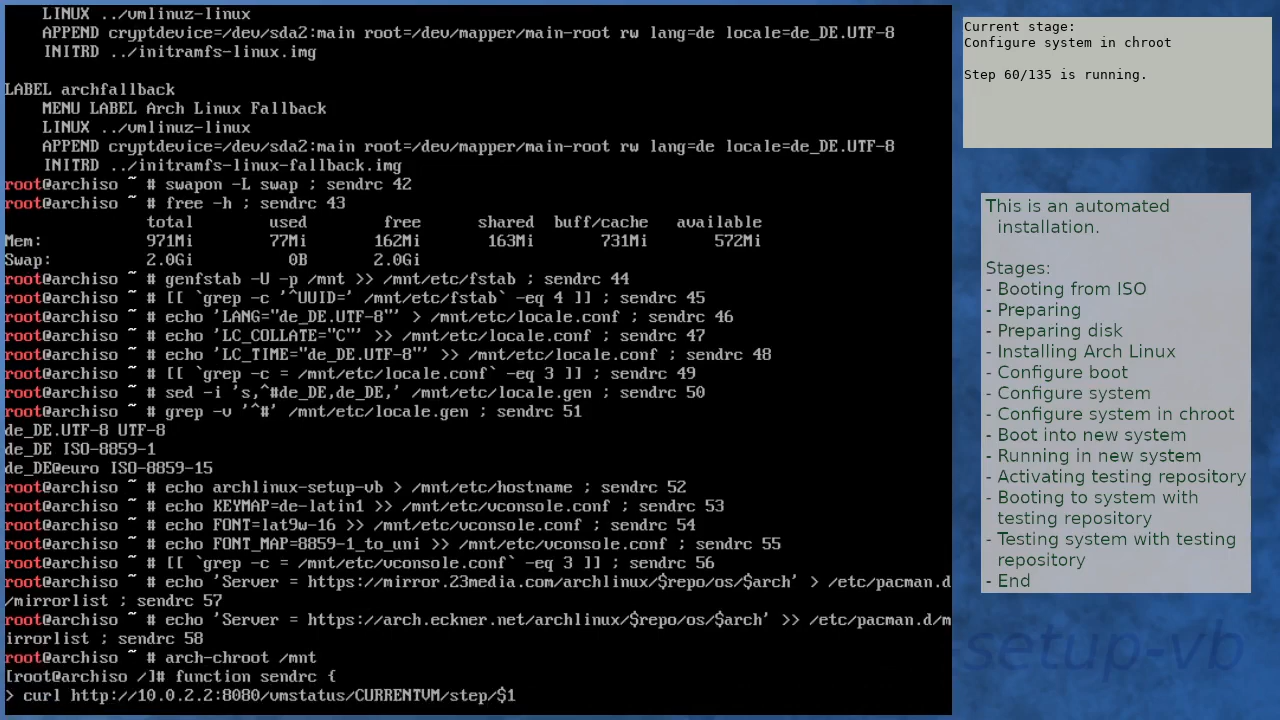 LINUX ../vmlinuz-linux
APPEND cryptdevice=/dev/sda2:main root=/dev/mapper/main-root rw lang=de locale=de_DE.UTF-8
INITRD ../initramfs-linux.img
LABEL archfallback
MENU LABEL Arch Linux Fallback
LINUX ../vmlinuz-linux
APPEND cryptdevice=/dev/sda2:main root=/dev/mapper/main-root rw lang=de locale=de_DE.UTF-8
INITRD ../initramfs-linux-fallback.img
root@archiso ~ # swapon -L swap ; sendrc 42
root@archiso ~ # free -h ; sendrc 43
total used free shared buff/cache available
Mem: 971Mi 77Mi 162Mi 163Mi 731Mi 572Mi
Swap: 2.0Gi 0B 2.0Gi
root@archiso ~ # genfstab -U -p /mnt >> /mnt/etc/fstab ; sendrc 44
root@archiso ~ # [[ `grep -c '^UUID=' /mnt/etc/fstab` -eq 4 ]] ; sendrc 45
root@archiso ~ # echo 'LANG="de_DE.UTF-8"' > /mnt/etc/locale.conf ; sendrc 46
root@archiso ~ # echo 'LC_COLLATE="C"' >> /mnt/etc/locale.conf ; sendrc 47
root@archiso ~ # echo 'LC_TIME="de_DE.UTF-8"' >> /mnt/etc/locale.conf ; sendrc 48
root@archiso ~ # [[ `grep -c = /mnt/etc/locale.conf` -eq 3 ]] ; sendrc 49
root@archiso ~ # sed -i 's,^#de_DE,de_DE,' /mnt/etc/locale.gen ; sendrc 50
root@archiso ~ # grep -v '^#' /mnt/etc/locale.gen ; sendrc 51
de_DE.UTF-8 UTF-8
de_DE ISO-8859-1
de_DE@euro ISO-8859-15
root@archiso ~ # echo archlinux-setup-vb > /mnt/etc/hostname ; sendrc 52
root@archiso ~ # echo KEYMAP=de-latin1 >> /mnt/etc/vconsole.conf ; sendrc 53
root@archiso ~ # echo FONT=lat9w-16 >> /mnt/etc/vconsole.conf ; sendrc 54
root@archiso ~ # echo FONT_MAP=8859-1_to_uni >> /mnt/etc/vconsole.conf ; sendrc 55
root@archiso ~ # [[ `grep -c = /mnt/etc/vconsole.conf` -eq 3 ]] ; sendrc 56
root@archiso ~ # echo 'Server = https://mirror.23media.com/archlinux/$repo/os/$arch' > /etc/pacman.d
/mirrorlist ; sendrc 57
root@archiso ~ # echo 'Server = https://arch.eckner.net/archlinux/$repo/os/$arch' >> /etc/pacman.d/m
irrorlist ; sendrc 58
root@archiso ~ # arch-chroot /mnt
[root@archiso /]# function sendrc {
> curl http://10.0.2.2:8080/vmstatus/CURRENTVM/step/$1
Current stage:
Configure system in chroot
Step 60/135 is running.
This is an automated
installation.
Stages:
- Booting from ISO
- Preparing
- Preparing disk
- Installing Arch Linux
- Configure boot
- Configure system
- Configure system in chroot
- Boot into new system
- Running in new system
- Activating testing repository
- Booting to system with
testing repository
- Testing system with testing
repository
- End
-setup-vb